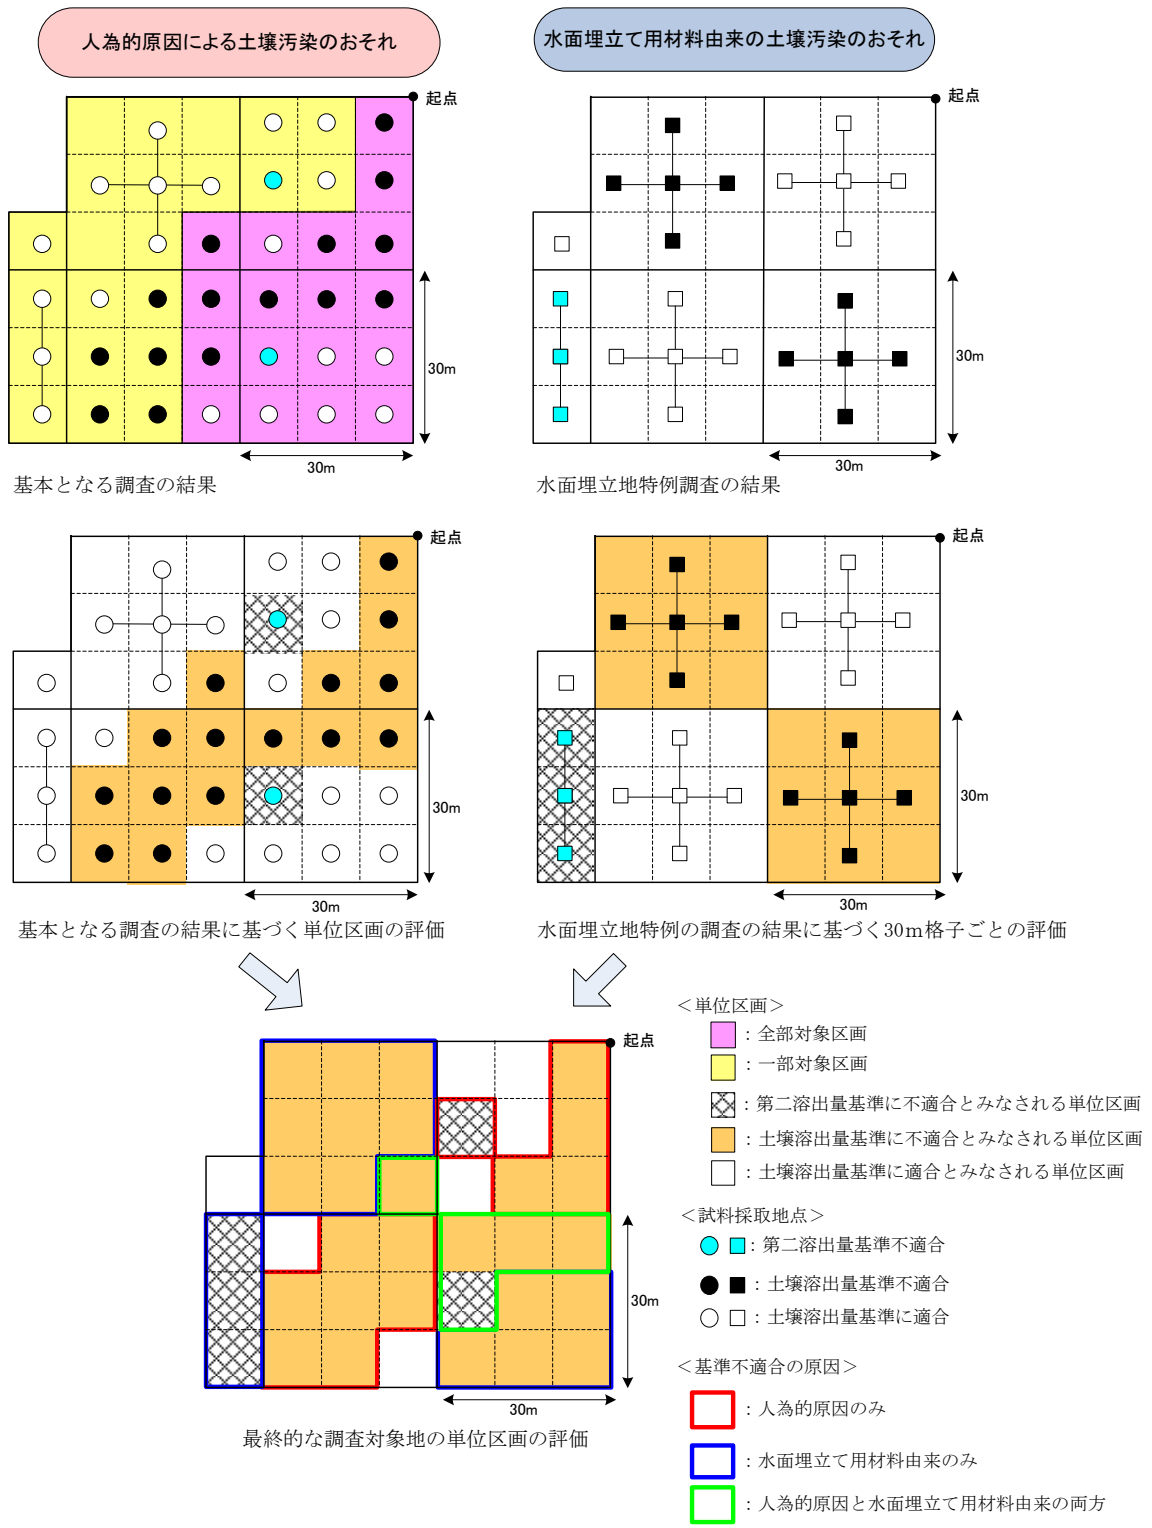 人為的原因による土壌汚染のおそれ
水面埋立て用材料由来の土壌汚染のおそれ
起点
起点
30m
30m
30m
30m
基本となる調査の結果
水面埋立地特例調査の結果
起点
起点
30m
30m
30m
30m
基本となる調査の結果に基づく単位区画の評価
水面埋立地特例の調査の結果に基づく30m格子ごとの評価
＜単位区画＞
：全部対象区画
：一部対象区画
：第二溶出量基準に不適合とみなされる単位区画
：土壌溶出量基準に不適合とみなされる単位区画
：土壌溶出量基準に適合とみなされる単位区画
＜試料採取地点＞
：第二溶出量基準不適合
：土壌溶出量基準不適合
：土壌溶出量基準に適合
＜基準不適合の原因＞
：人為的原因のみ
：水面埋立て用材料由来のみ
：人為的原因と水面埋立て用材料由来の両方
起点
30m
30m
最終的な調査対象地の単位区画の評価